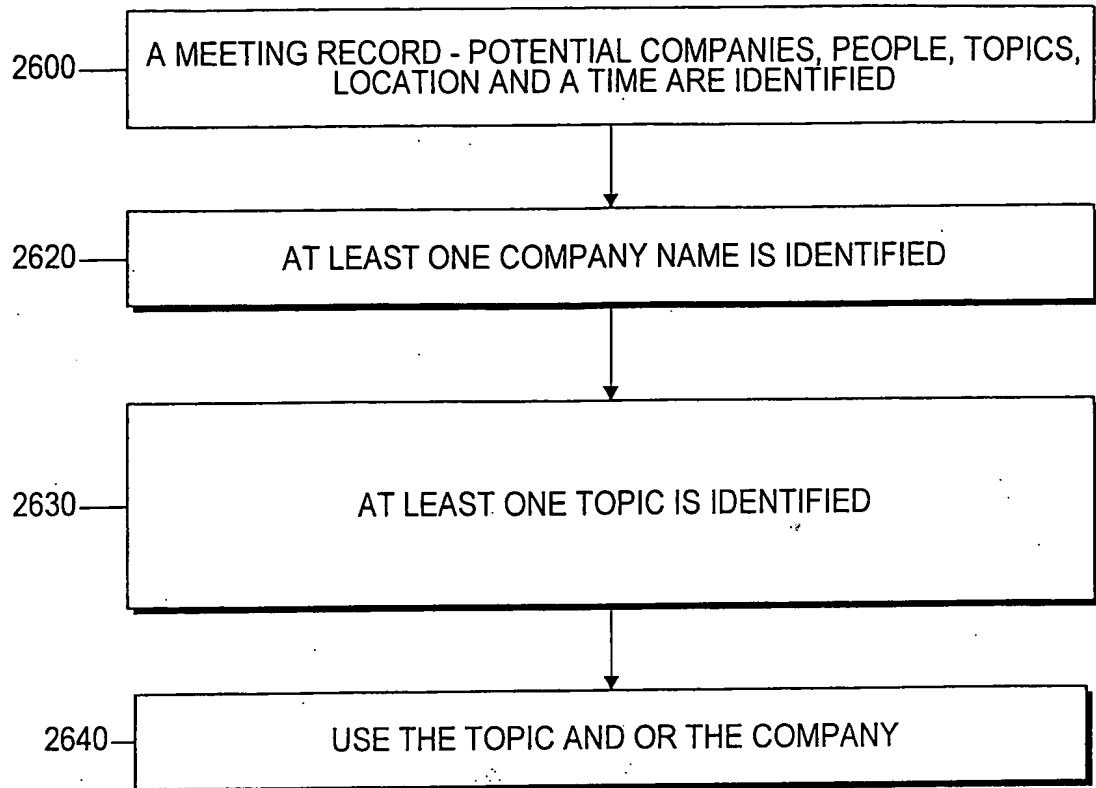 2600 A MEETING RECORD - POTENTIAL COMPANIES, PEOPLE, TOPICS,
LOCATION AND A TIME ARE IDENTIFIED
2620 AT LEAST ONE COMPANY NAME IS IDENTIFIED
2630 AT LEAST ONE TOPIC IS IDENTIFIED
2640 USE THE TOPIC AND OR THE COMPANY